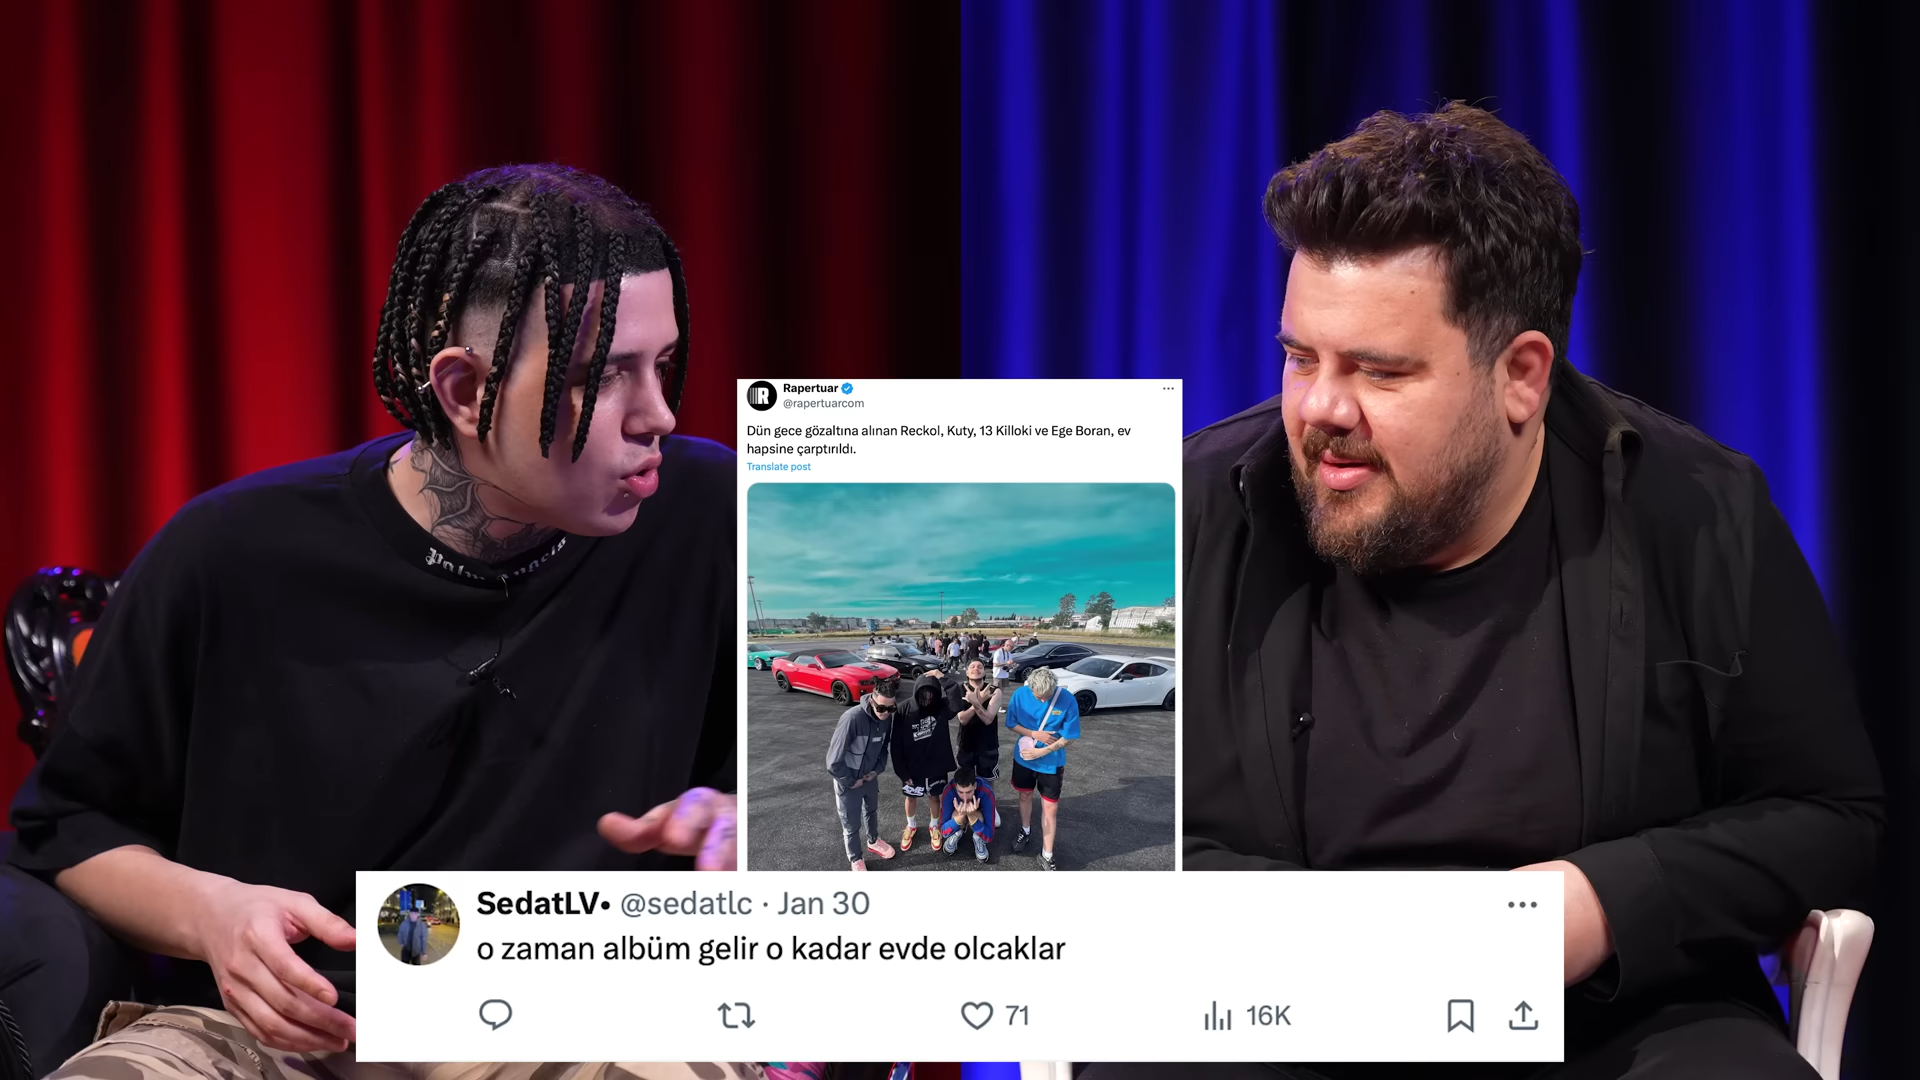 Rapertuar
@rapertuarcom
Dün gece gözaltına alınan Reckol, Kuty, 13 Killoki ve Ege Boran, ev
hapsine çarptırıldı.
Translate post
SedatLV• @sedatlc · Jan 30
o zaman albüm gelir o kadar evde olcaklar
71
16K